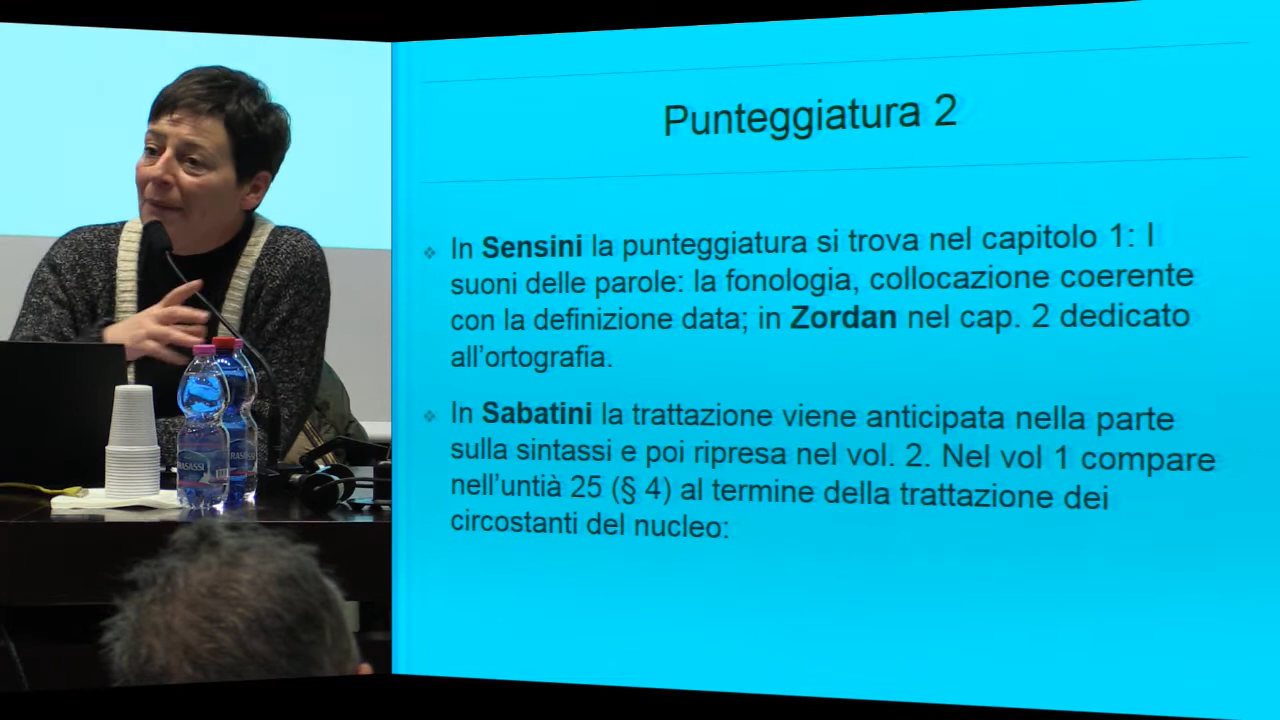 Punteggiatura 2
In Sensini la punteggiatura si trova nel capitolo 1: I
suoni delle parole: la fonologia, collocazione coerente
con la definizione data; in Zordan nel cap. 2 dedicato
all'ortografia.
In Sabatini la trattazione viene anticipata nella parte
sulla sintassi e poi ripresa nel vol. 2. Nel vol 1 compare
nell'untià 25 (§ 4) al termine della trattazione dei
circostanti del nucleo: